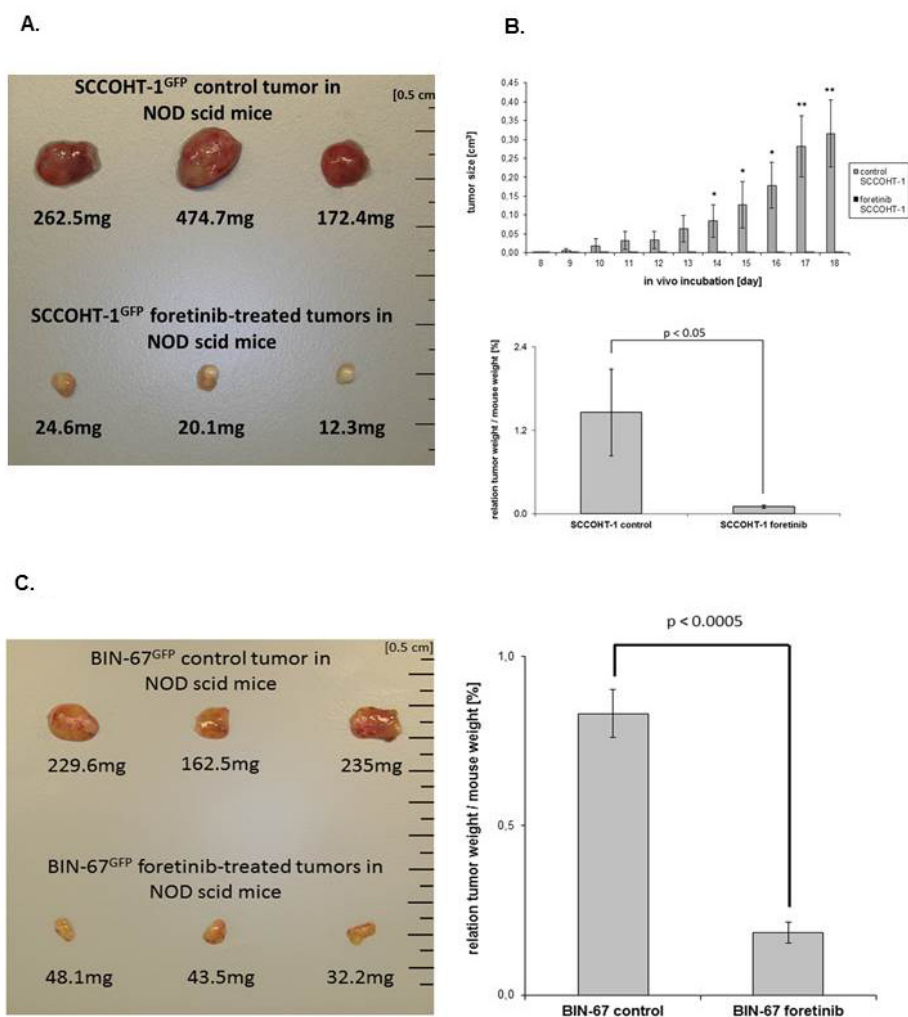 A.
SCCOHT-1GFP control tumor in
NOD scid mice
[0.5 cm
262.5mg
474.7mg
172.4mg
SCCOHT-1GFP foretinib-treated tumors in
NOD scid mice
24.6mg
20.1mg
12.3mg
B.
tumor size [cm³]
0,45
0,40
0,35
0,30
0,25
0,20
0,15
0,10
0,05
0,00
* * * ** **
8 9 10 11 12 13 14 15 16 17 18
in vivo incubation [day]
control
SCCOHT-1
foretinib
SCCOHT-1
relation tumor weight / mouse weight [%]
2.4
1.2
0.0
p < 0.05
SCCOHT-1 control
SCCOHT-1 foretinib
C.
[0.5 cm]
BIN-67GFP control tumor in
NOD scid mice
229.6mg
162.5mg
235mg
BIN-67GFP foretinib-treated tumors in
NOD scid mice
48.1mg
43.5mg
32.2mg
p < 0.0005
relation tumor weight / mouse weight [%]
1,0
0,5
0,0
BIN-67 control
BIN-67 foretinib